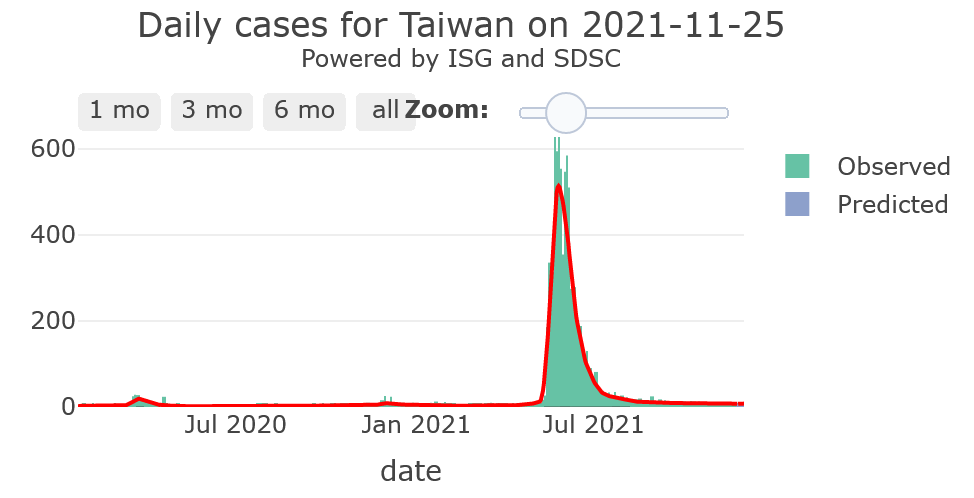 Daily cases for Taiwan on 2021-11-25
Powered by ISG and SDSC
1 mo 3 mo 6 mo all Zoom:
600
400
200
0
Jul 2020 Jan 2021 Jul 2021
date
Observed
Predicted